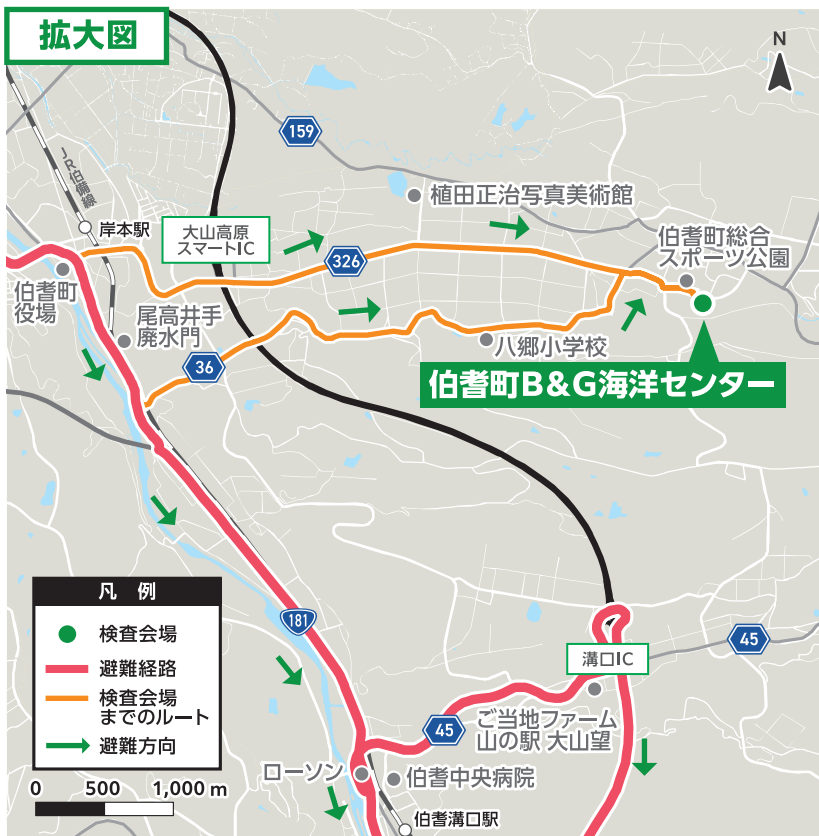 拡大図
N
159
JR伯備線
植田正治写真美術館
岸本駅
大山高原
スマートIC
伯耆町総合
スポーツ公園
326
伯耆町
役場
尾高井手
廃水門
八郷小学校
36
伯耆町B&G海洋センター
凡 例
検査会場
避難経路
検査会場
までのルート
避難方向
181
溝口IC
45
ご当地ファーム
山の駅 大山望
45
ローソン
伯耆中央病院
0 500 1,000 m
伯耆溝口駅